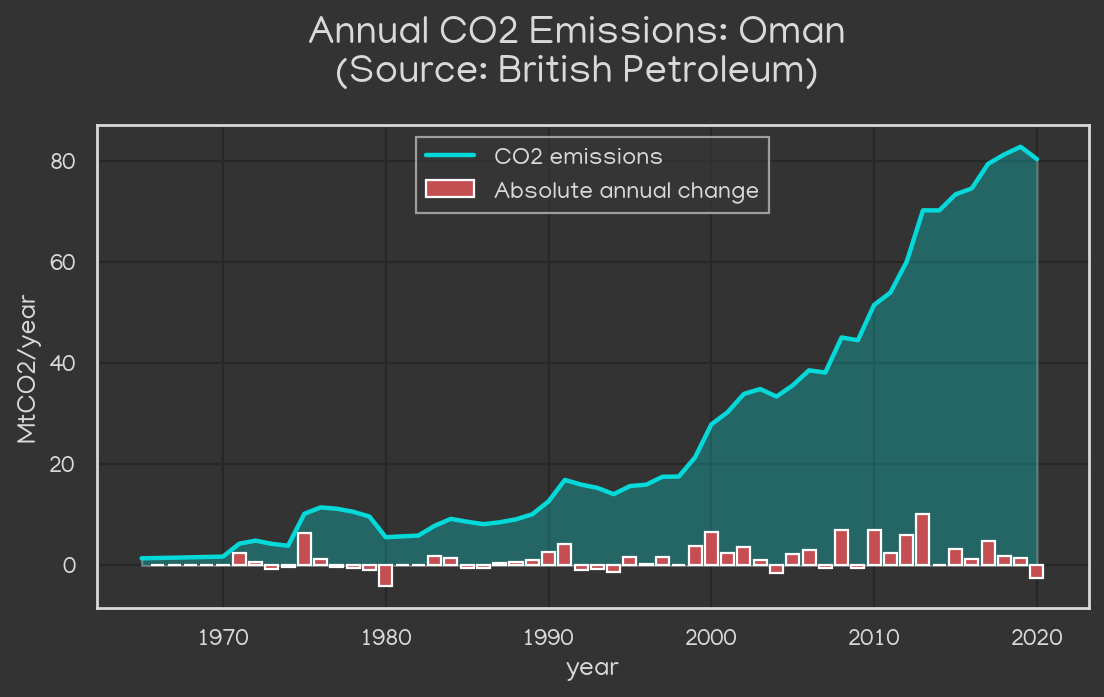 Annual CO2 Emissions: Oman
(Source: British Petroleum)
CO2 emissions
Absolute annual change
80
60
40
20
0
MtCO2/year
1970 1980 1990 2000 2010 2020
year